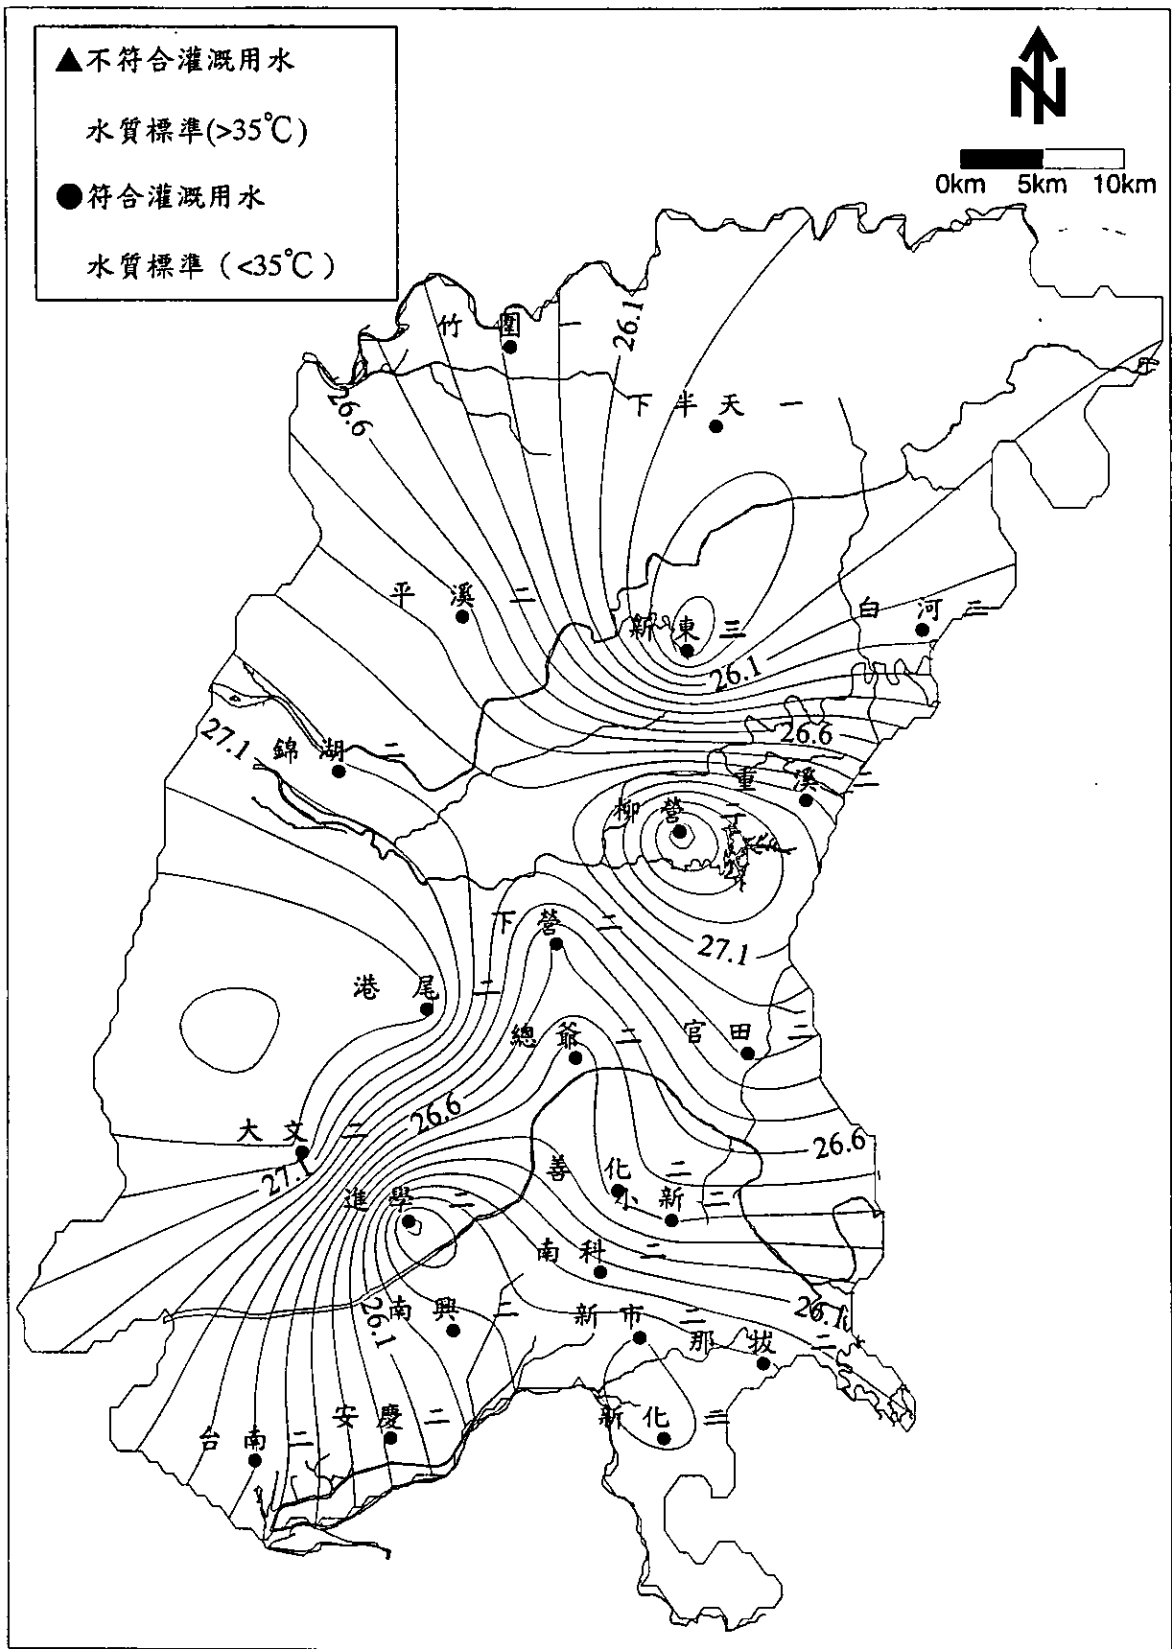 ▲不符合灌溉用水
水質標準(>35℃)
●符合灌溉用水
水質標準（<35℃）
N
0km 5km 10km
竹圍一
26.1
26.6
下半天一
平溪二
新東三
白河三
26.1
26.6
27.1
錦湖二
重溪二
柳營二
下營二
27.1
港尾二
總爺二
官田二
26.6
26.6
大文二
27.1
善化二
進學二
小新二
南科二
26.1
26.1
南興二
新市二
那拔二
安慶二
新化三
台南二